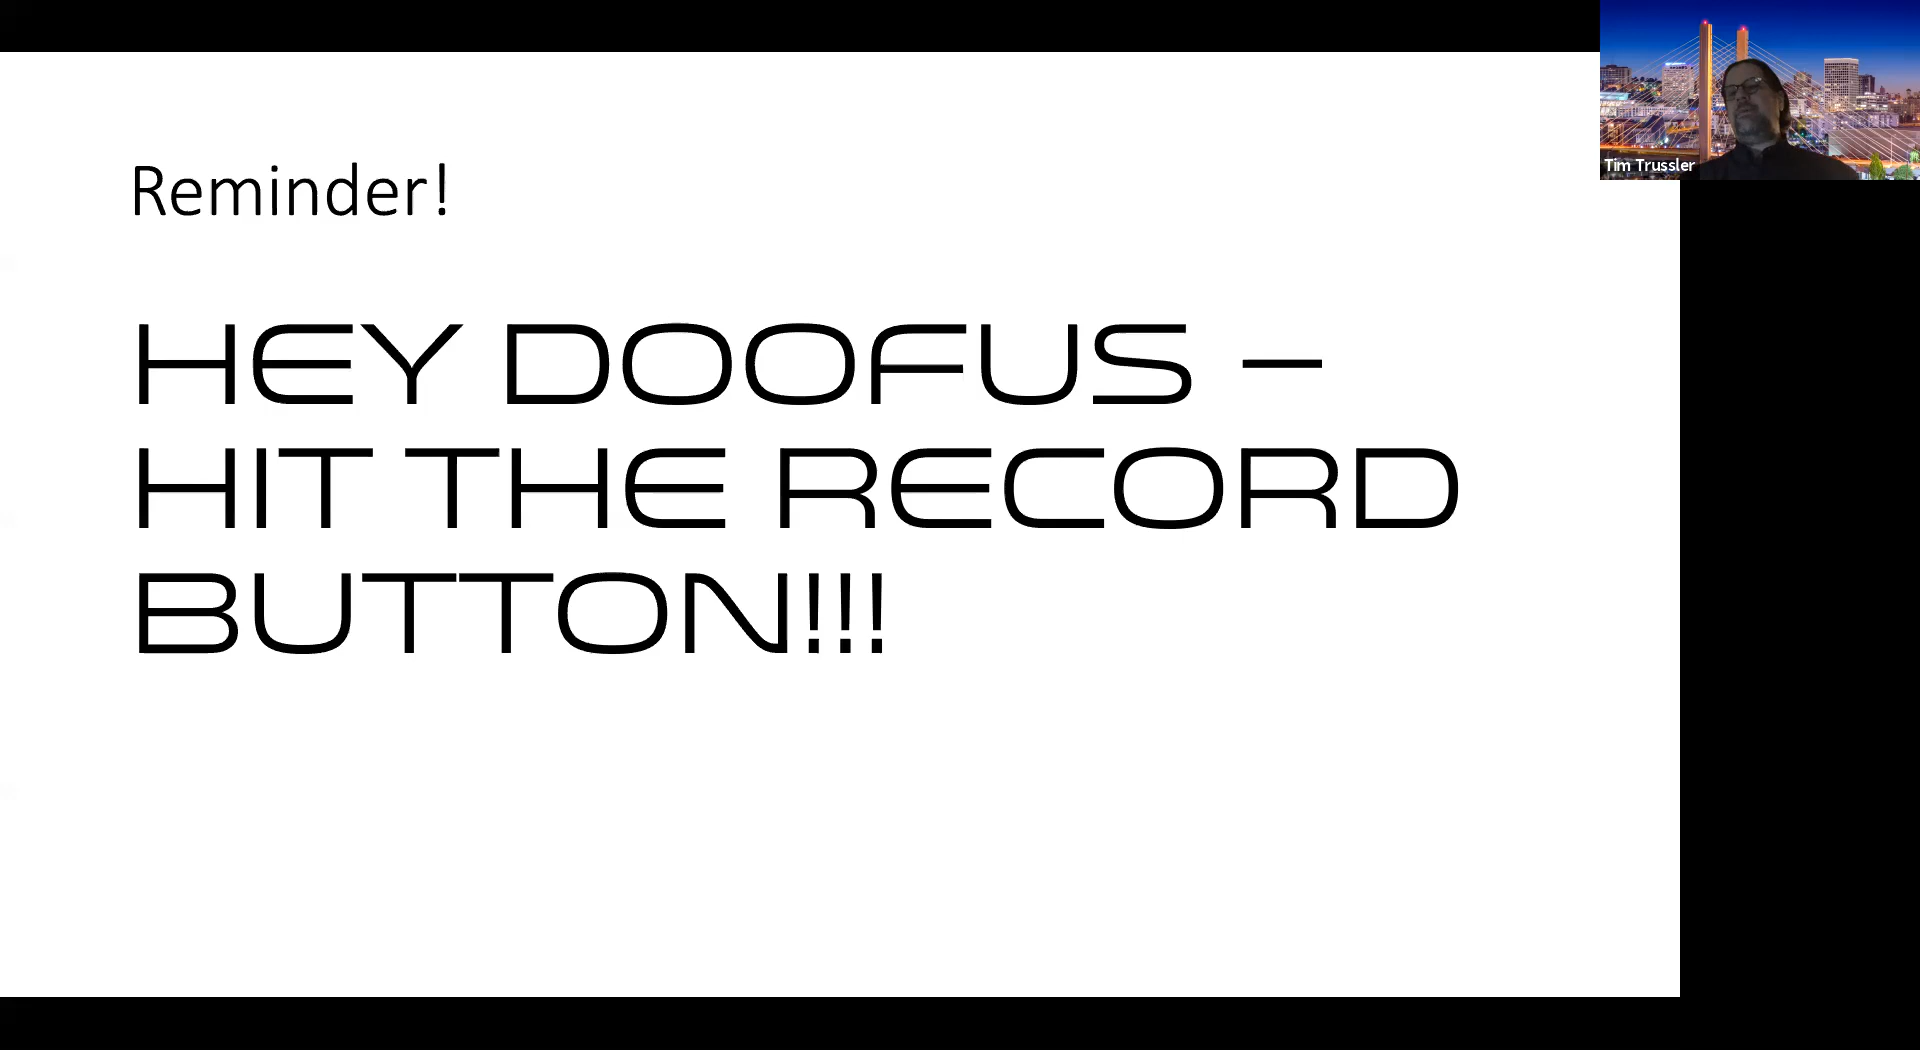 Reminder!
HEY DOOFUS –
HIT THE RECORD
BUTTON!!!
Tim Trussler